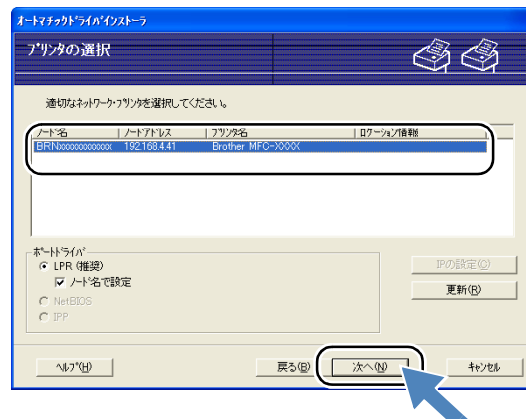 オートマチックドライバインストーラ
プリンタの選択
適切なネットワーク・プリンタを選択してください。
ノード名 ノードアドレス プリンタ名 ロケーション情報
BRNxxxxxxxxxxxx 192.168.4.41 Brother MFC-XXXX
ポートドライバ
LPR (推奨)
ノード名で設定
NetBIOS
IPP
IPの設定(C)
更新(R)
ヘルプ(H) 戻る(B) 次へ(N) キャンセル